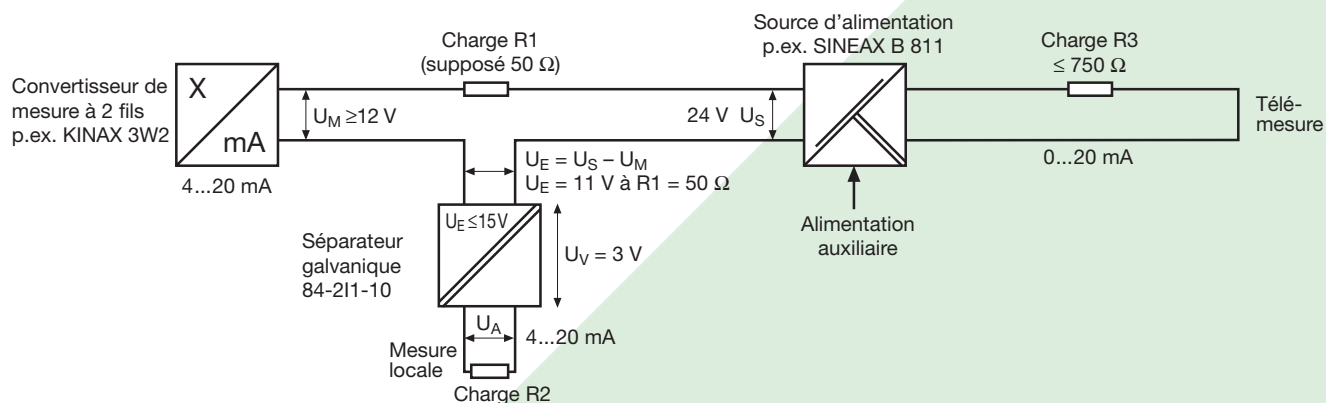 Source d'alimentation
p.ex. SINEAX B 811
Charge R1
(supposé 50 Ω)
Charge R3
≤ 750 Ω
Convertisseur de
mesure à 2 fils
p.ex. KINAX 3W2
X
mA
U_M ≥12 V
24 V U_S
Télé-
mesure
4...20 mA
0...20 mA
U_E = U_S – U_M
U_E = 11 V à R1 = 50 Ω
Alimentation
auxiliaire
U_E ≤ 15 V
Séparateur
galvanique
84-2I1-10
U_V = 3 V
U_A
4...20 mA
Mesure
locale
Charge R2